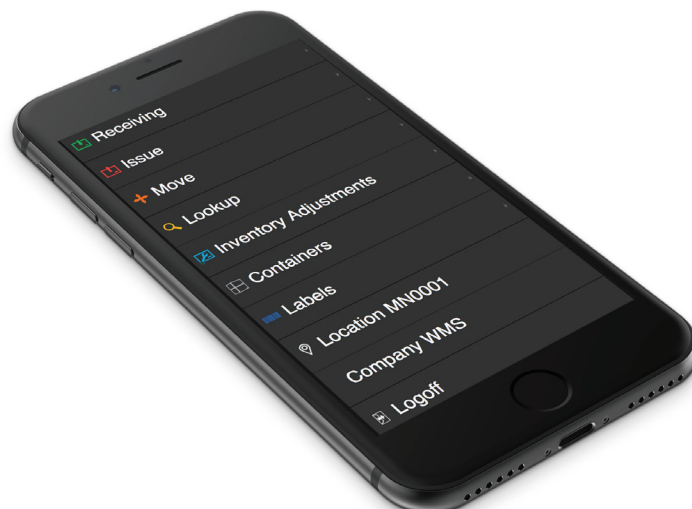 Receiving
Issue
Move
Lookup
Inventory Adjustments
Containers
Labels
Location MN0001
Company WMS
Logoff